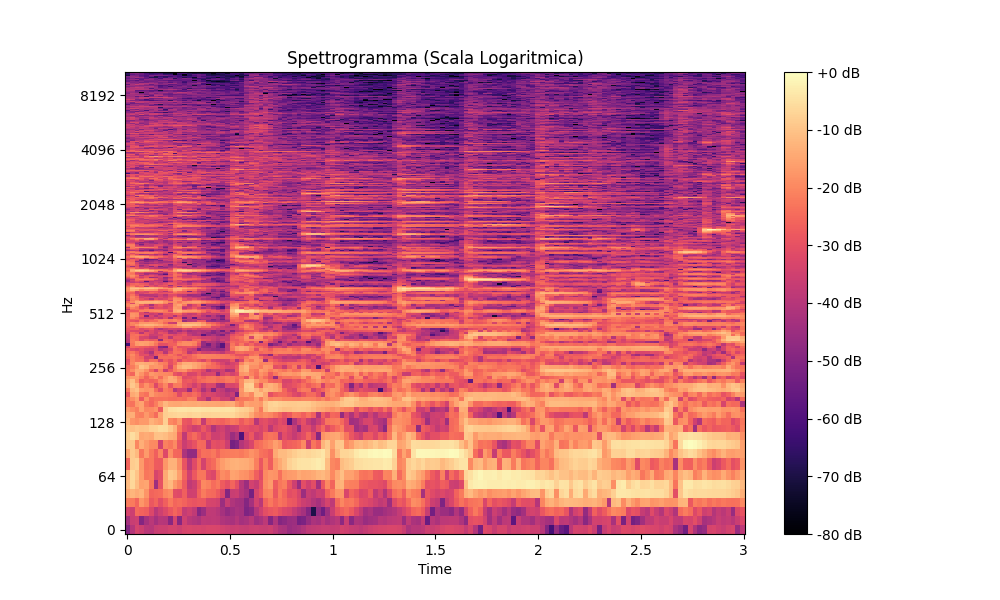 Spettrogramma (Scala Logaritmica)
Hz
8192
4096
2048
1024
512
256
128
64
0
0
0.5
1
1.5
2
2.5
3
Time
+0 dB
-10 dB
-20 dB
-30 dB
-40 dB
-50 dB
-60 dB
-70 dB
-80 dB